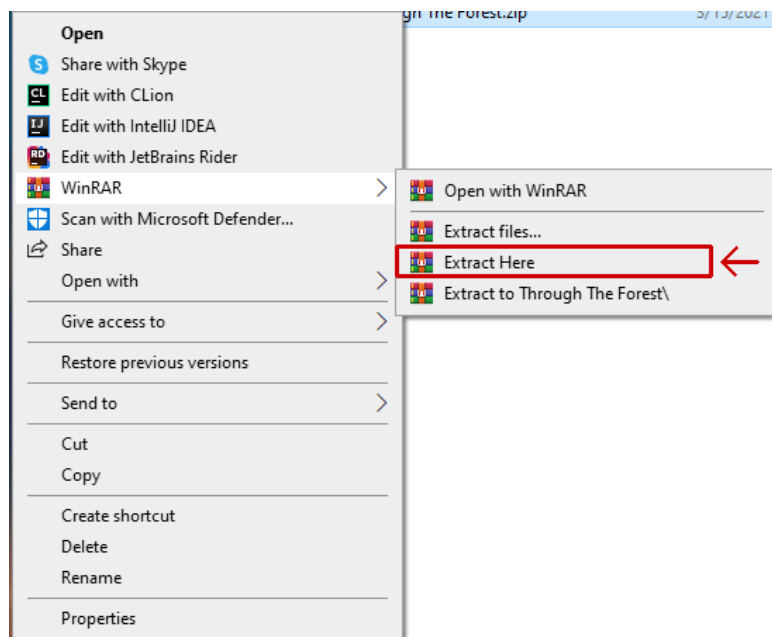 gh The Forest.zip 3/15/2021
Open
Share with Skype
Edit with CLion
Edit with IntelliJ IDEA
Edit with JetBrains Rider
WinRAR
Scan with Microsoft Defender...
Share
Open with
Give access to
Restore previous versions
Send to
Cut
Copy
Create shortcut
Delete
Rename
Properties
Open with WinRAR
Extract files...
Extract Here
Extract to Through The Forest\